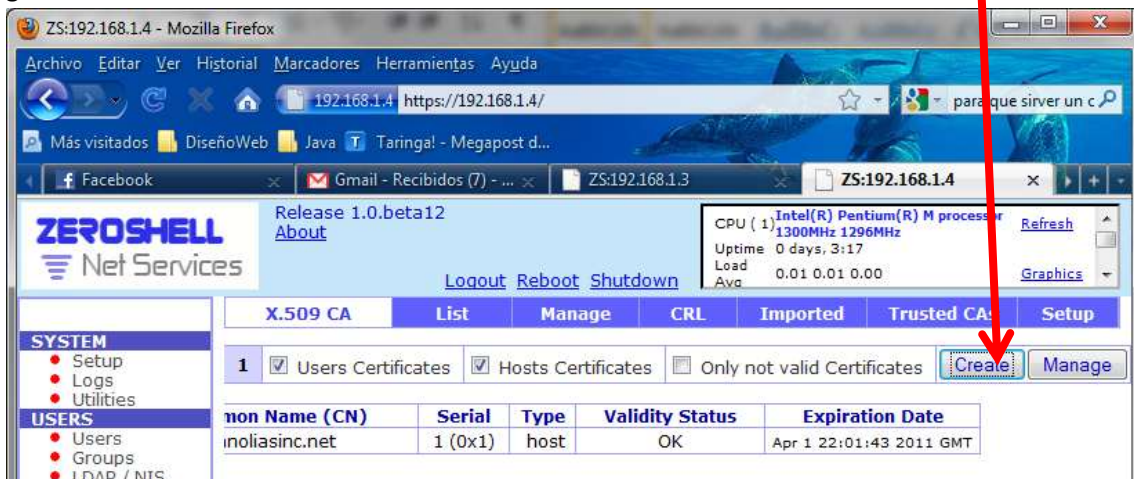 ZS:192.168.1.4 - Mozilla Firefox
Archivo Editar Ver Historial Marcadores Herramientas Ayuda
192.168.1.4 https://192.168.1.4/ para que sirver un c
Más visitados DiseñoWeb Java Taringa! - Megapost d...
Facebook Gmail - Recibidos (7) - ... ZS:192.168.1.3 ZS:192.168.1.4
ZEROSHELL
Net Services
Release 1.0.beta12
About
Logout Reboot Shutdown
CPU ( 1) Intel(R) Pentium(R) M processor 1300MHz 1296MHz Refresh
Uptime 0 days, 3:17
Load Avg 0.01 0.01 0.00 Graphics
X.509 CA List Manage CRL Imported Trusted CAs Setup
SYSTEM
Setup
Logs
Utilities
USERS
Users
Groups
LDAP / NIS
1 Users Certificates Hosts Certificates Only not valid Certificates Create Manage
mon Name (CN) Serial Type Validity Status Expiration Date
noliasinc.net 1 (0x1) host OK Apr 1 22:01:43 2011 GMT